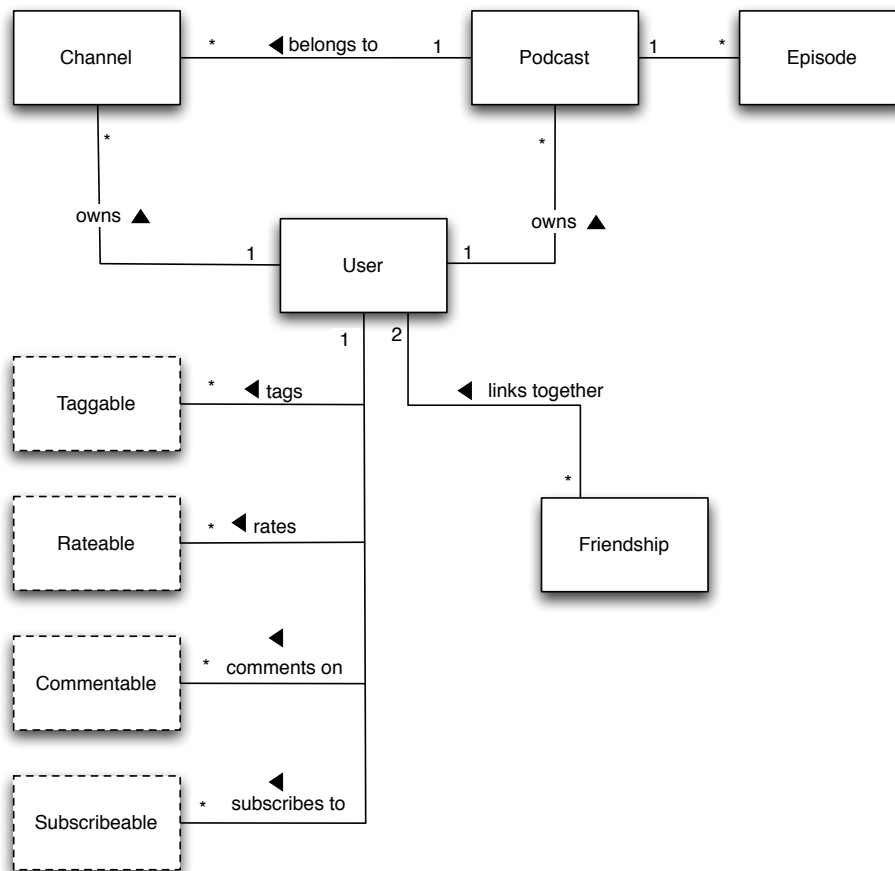 Channel
*
belongs to
1
Podcast
1
*
Episode
*
*
owns
owns
1
User
1
1
2
Taggable
*
tags
links together
*
Rateable
*
rates
Friendship
Commentable
*
comments on
Subscribeable
*
subscribes to